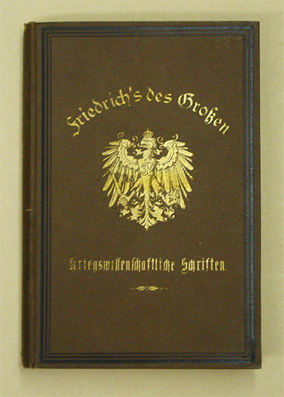 Friedrich's des Großen
Kriegswissenschaftliche Schriften.